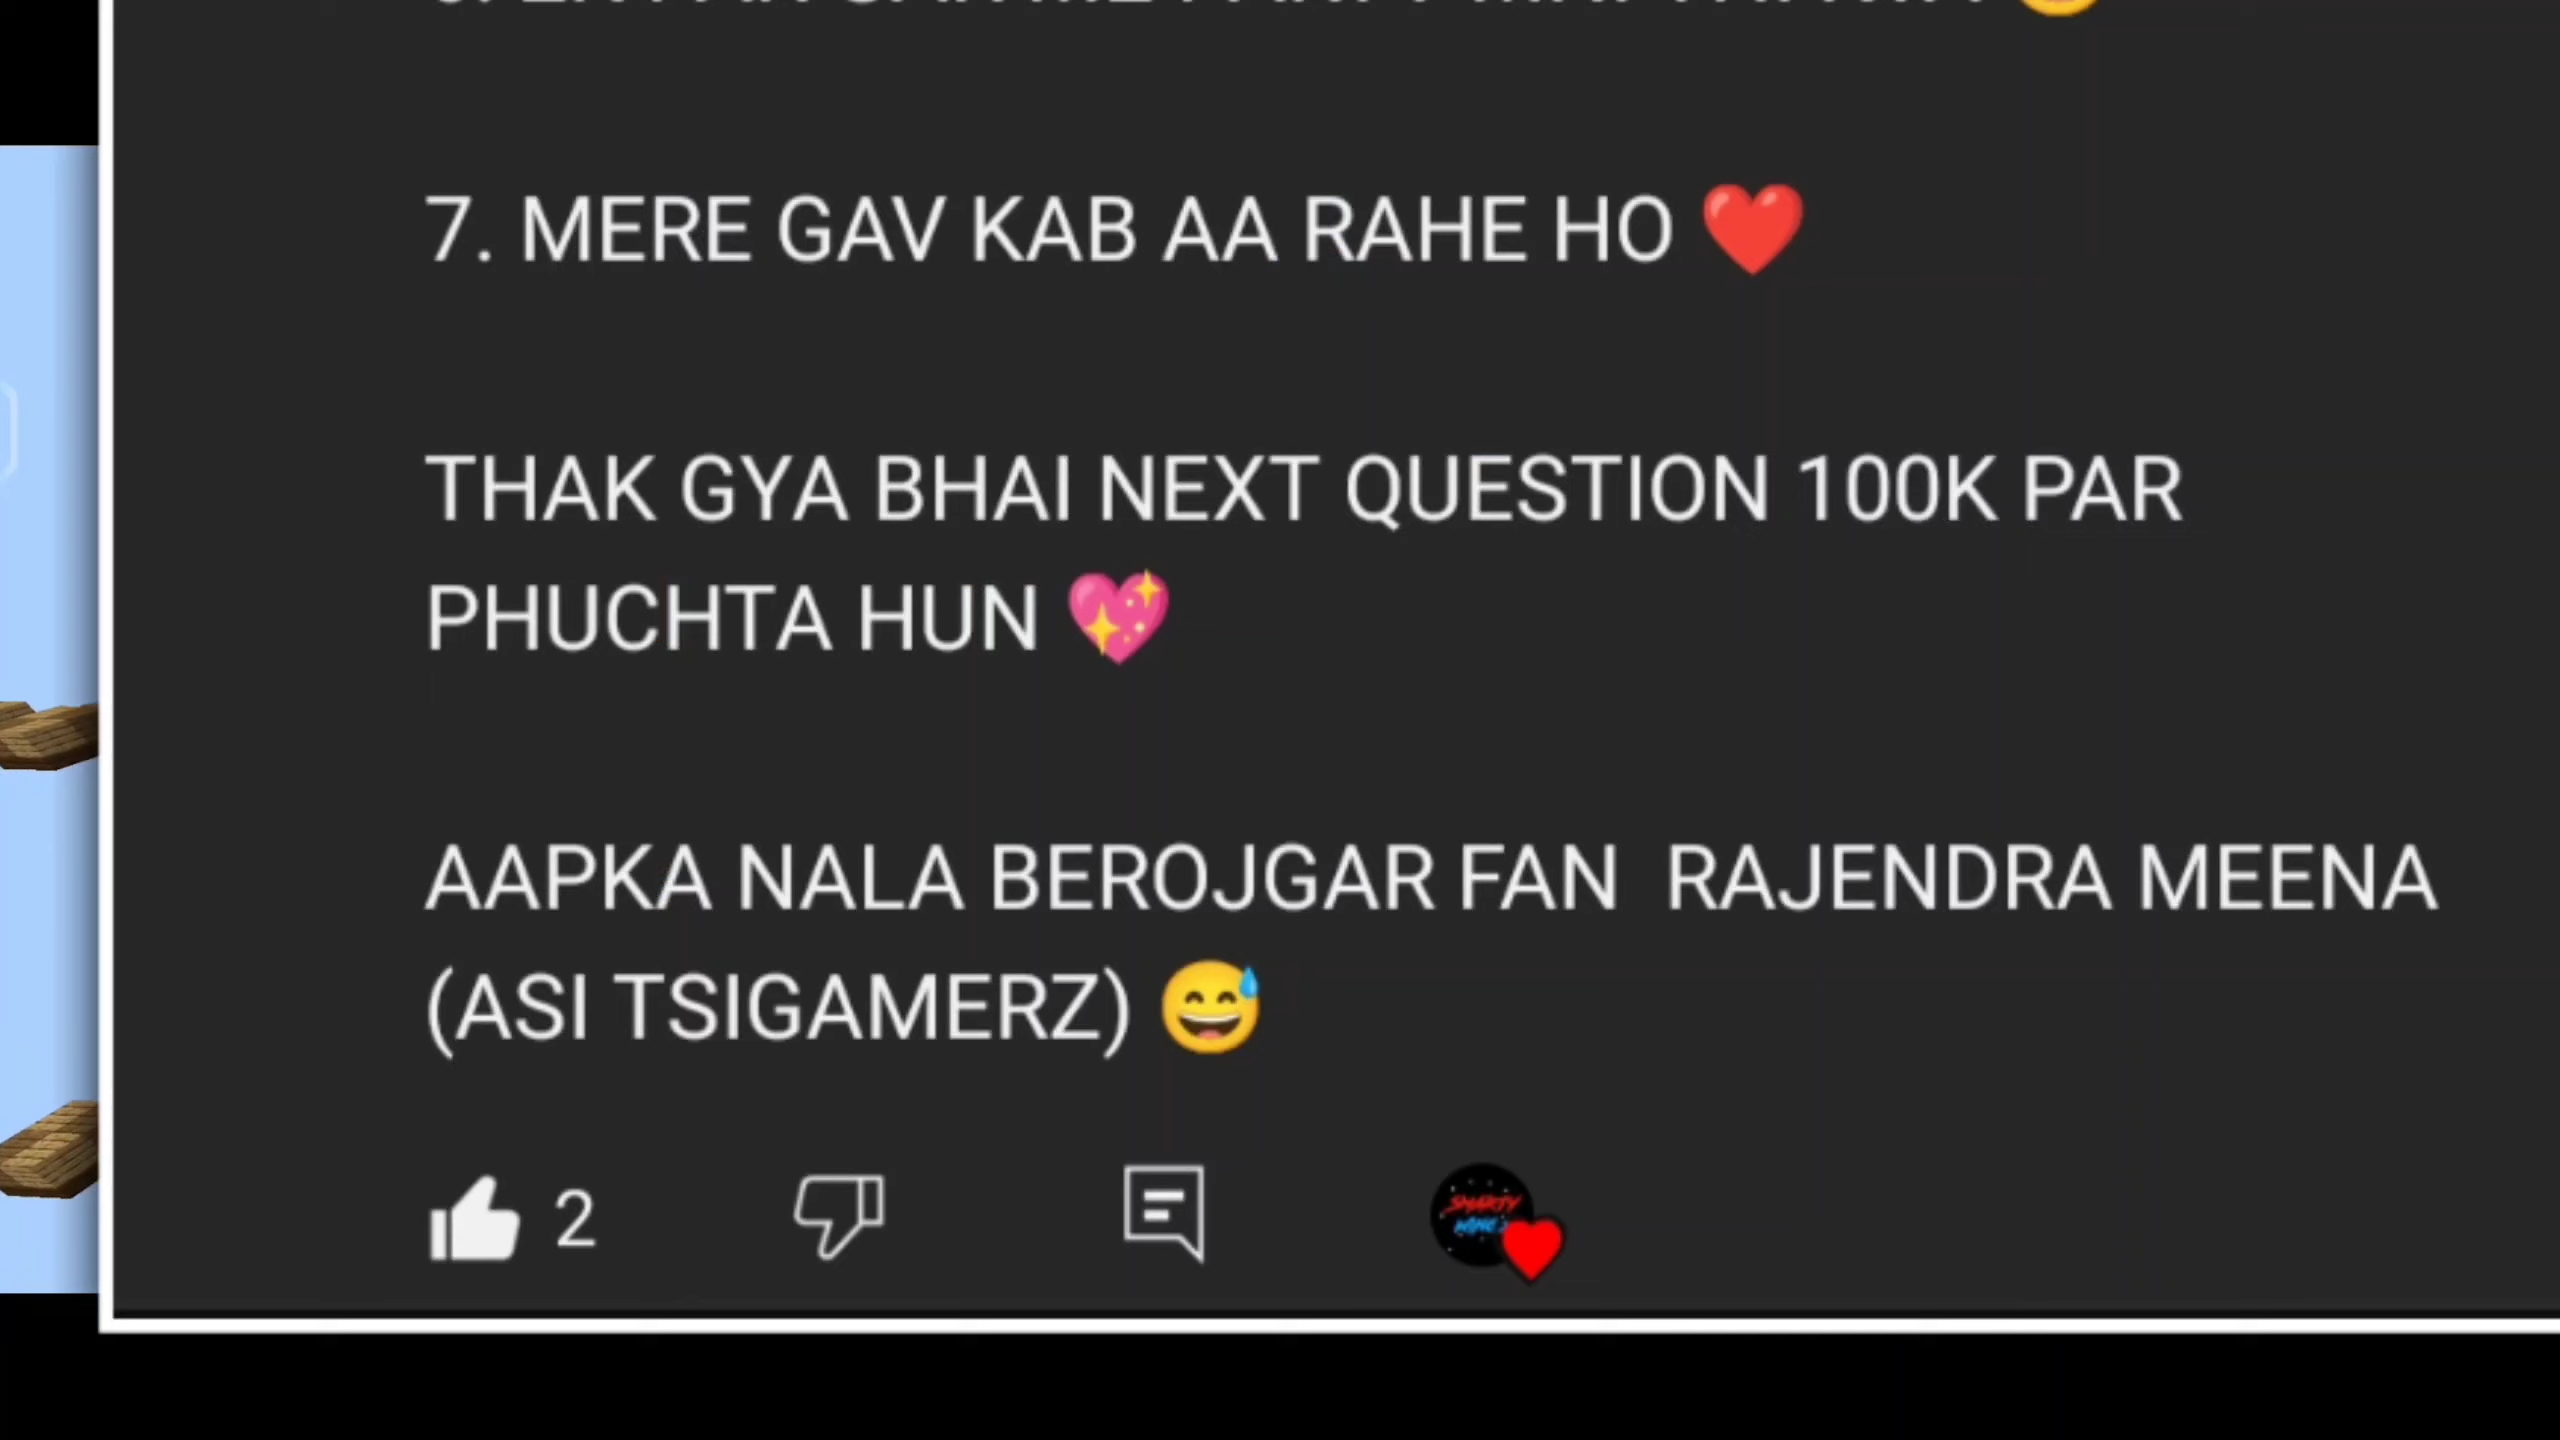 7. MERE GAV KAB AA RAHE HO ❤️
THAK GYA BHAI NEXT QUESTION 100K PAR
PHUCHTA HUN 💖
AAPKA NALA BEROJGAR FAN  RAJENDRA MEENA
(ASI TSIGAMERZ) 😅
2
SMARTY